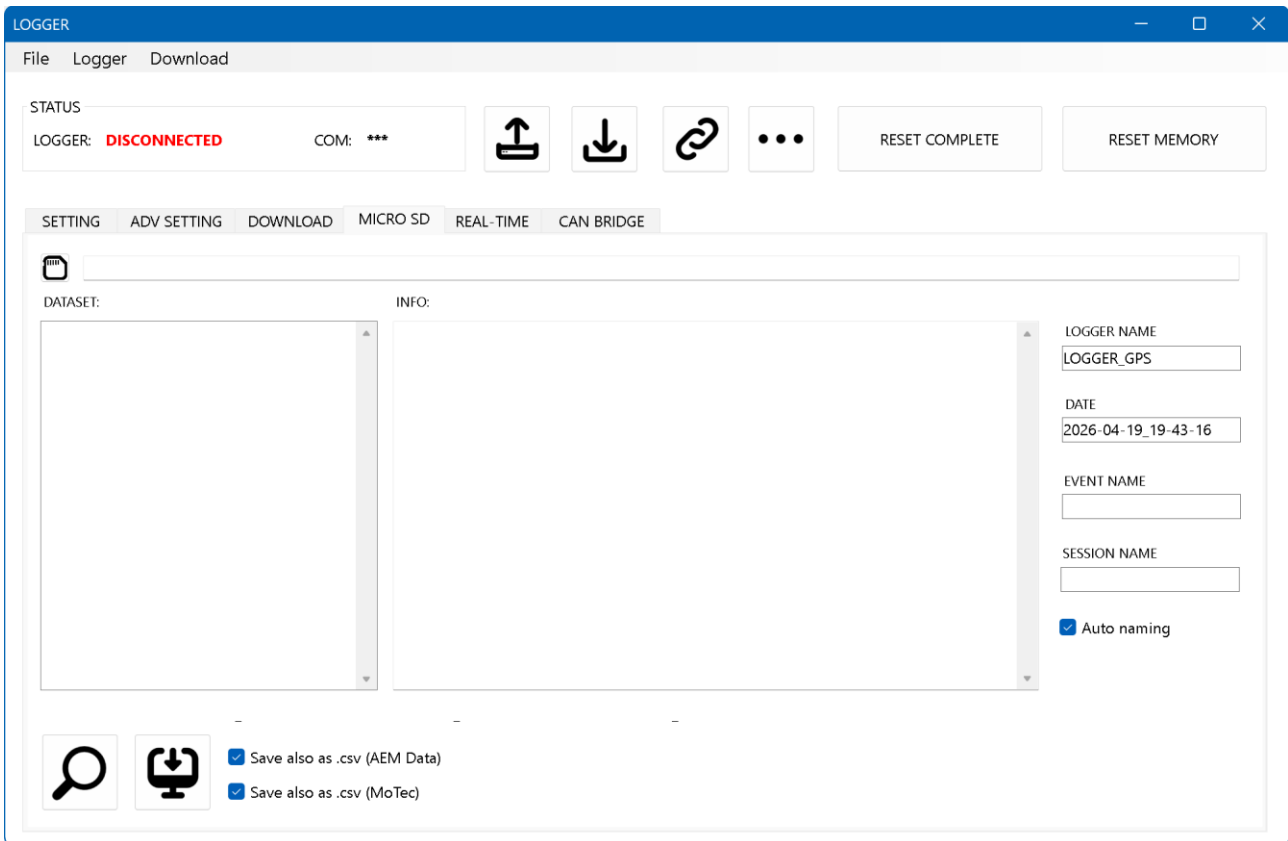 LOGGER
File Logger Download
STATUS
LOGGER: DISCONNECTED COM: ***
RESET COMPLETE
RESET MEMORY
SETTING ADV SETTING DOWNLOAD MICRO SD REAL-TIME CAN BRIDGE
DATASET:
INFO:
LOGGER NAME
LOGGER_GPS
DATE
2026-04-19_19-43-16
EVENT NAME
SESSION NAME
Auto naming
_ _ _
Save also as .csv (AEM Data)
Save also as .csv (MoTec)